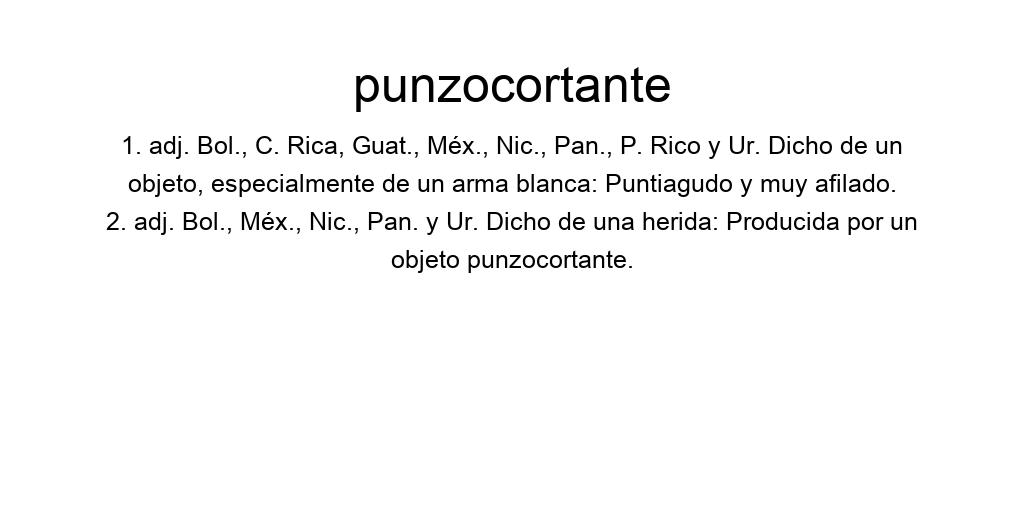 punzocortante
1. adj. Bol., C. Rica, Guat., Méx., Nic., Pan., P. Rico y Ur. Dicho de un
objeto, especialmente de un arma blanca: Puntiagudo y muy afilado.
2. adj. Bol., Méx., Nic., Pan. y Ur. Dicho de una herida: Producida por un
objeto punzocortante.